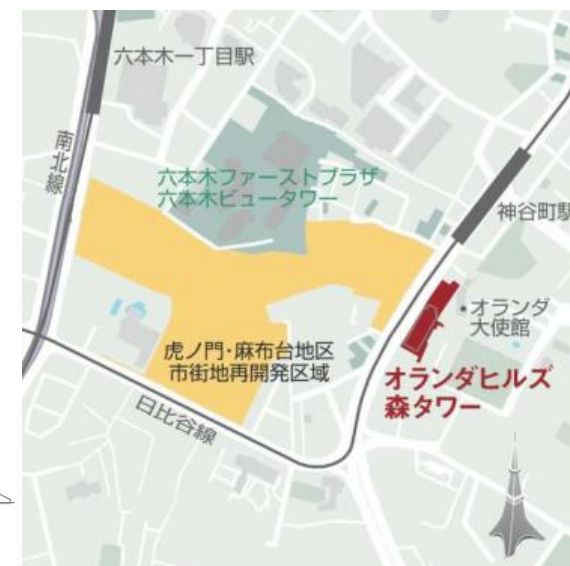 六本木一丁目駅
南北線
六本木ファーストプラザ
六本木ビュータワー
神谷町駅
オランダ
大使館
虎ノ門・麻布台地区
市街地再開発区域
オランダヒルズ
森タワー
日比谷線